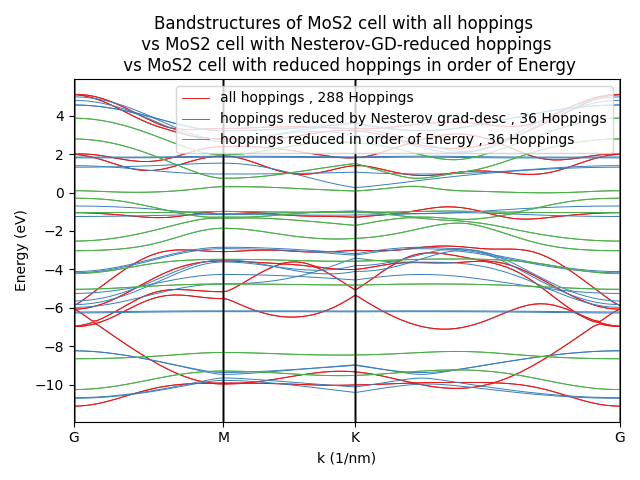 Bandstructures of MoS2 cell with all hoppings
vs MoS2 cell with Nesterov-GD-reduced hoppings
vs MoS2 cell with reduced hoppings in order of Energy
all hoppings , 288 Hoppings
hoppings reduced by Nesterov grad-desc , 36 Hoppings
hoppings reduced in order of Energy , 36 Hoppings
Energy (eV)
4
2
0
−2
−4
−6
−8
−10
G M K G
k (1/nm)